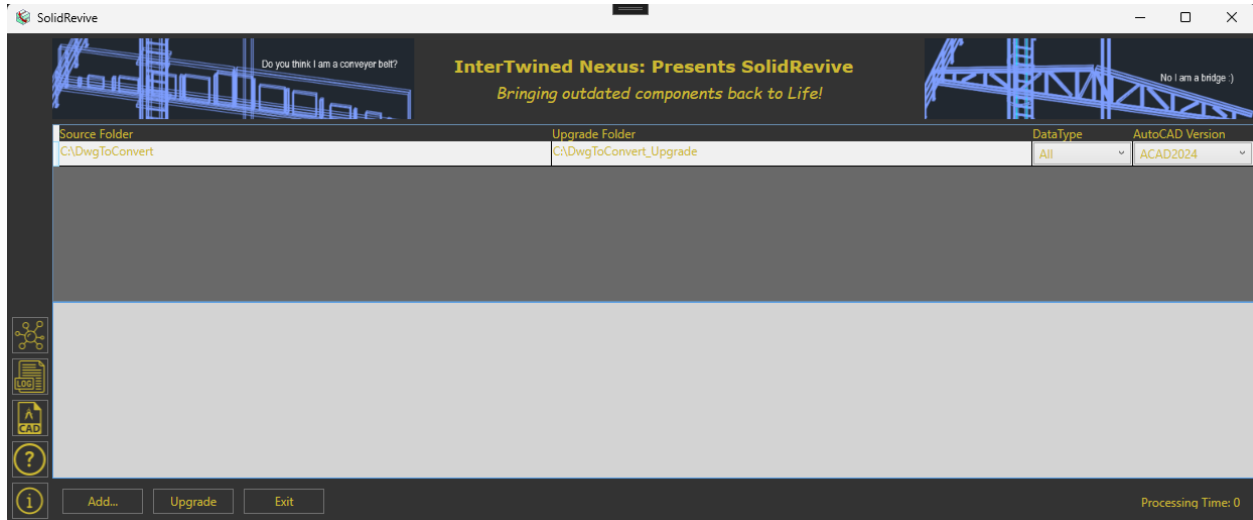 SolidRevive
Do you think I am a conveyer belt?
InterTwined Nexus: Presents SolidRevive
Bringing outdated components back to Life!
No I am a bridge :)
Source Folder Upgrade Folder DataType AutoCAD Version
C:\DwgToConvert C:\DwgToConvert_Upgrade All ACAD2024
LOG
CAD
?
i
Add... Upgrade Exit Processing Time: 0